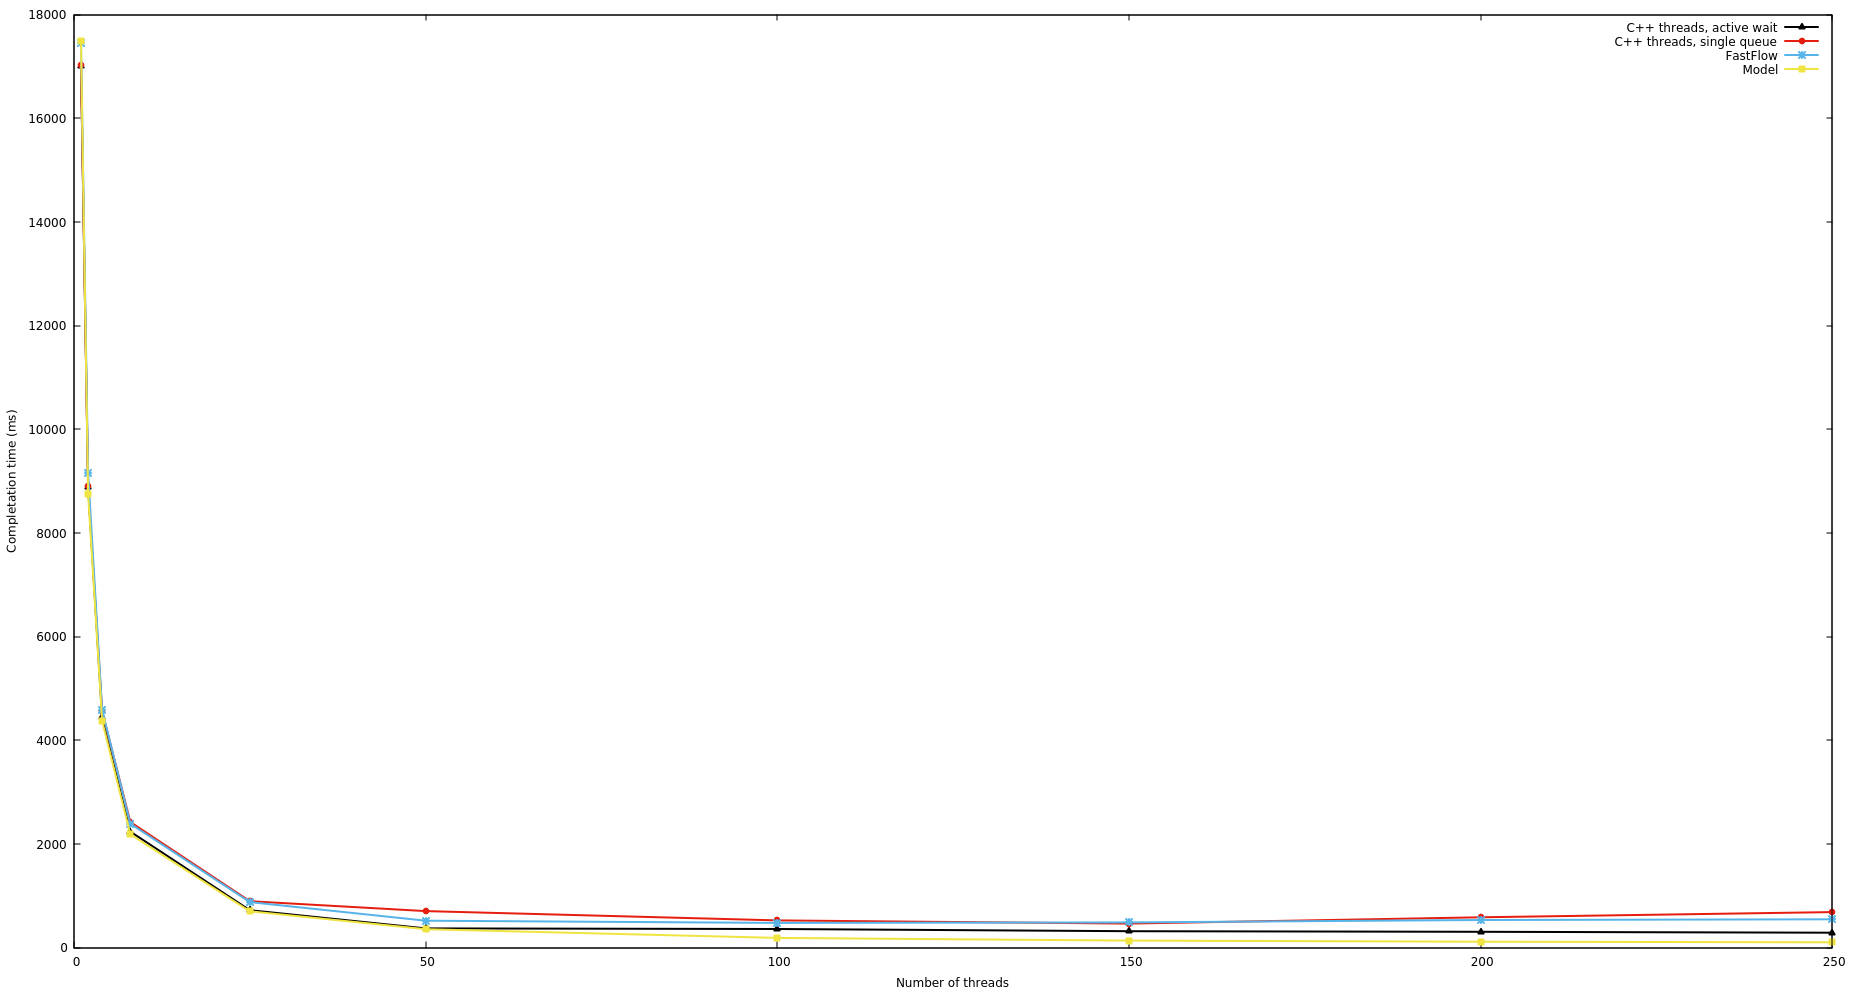 18000
16000
14000
12000
10000
8000
6000
4000
2000
0
Completation time (ms)
C++ threads, active wait
C++ threads, single queue
FastFlow
Model
0 50 100 150 200 250
Number of threads